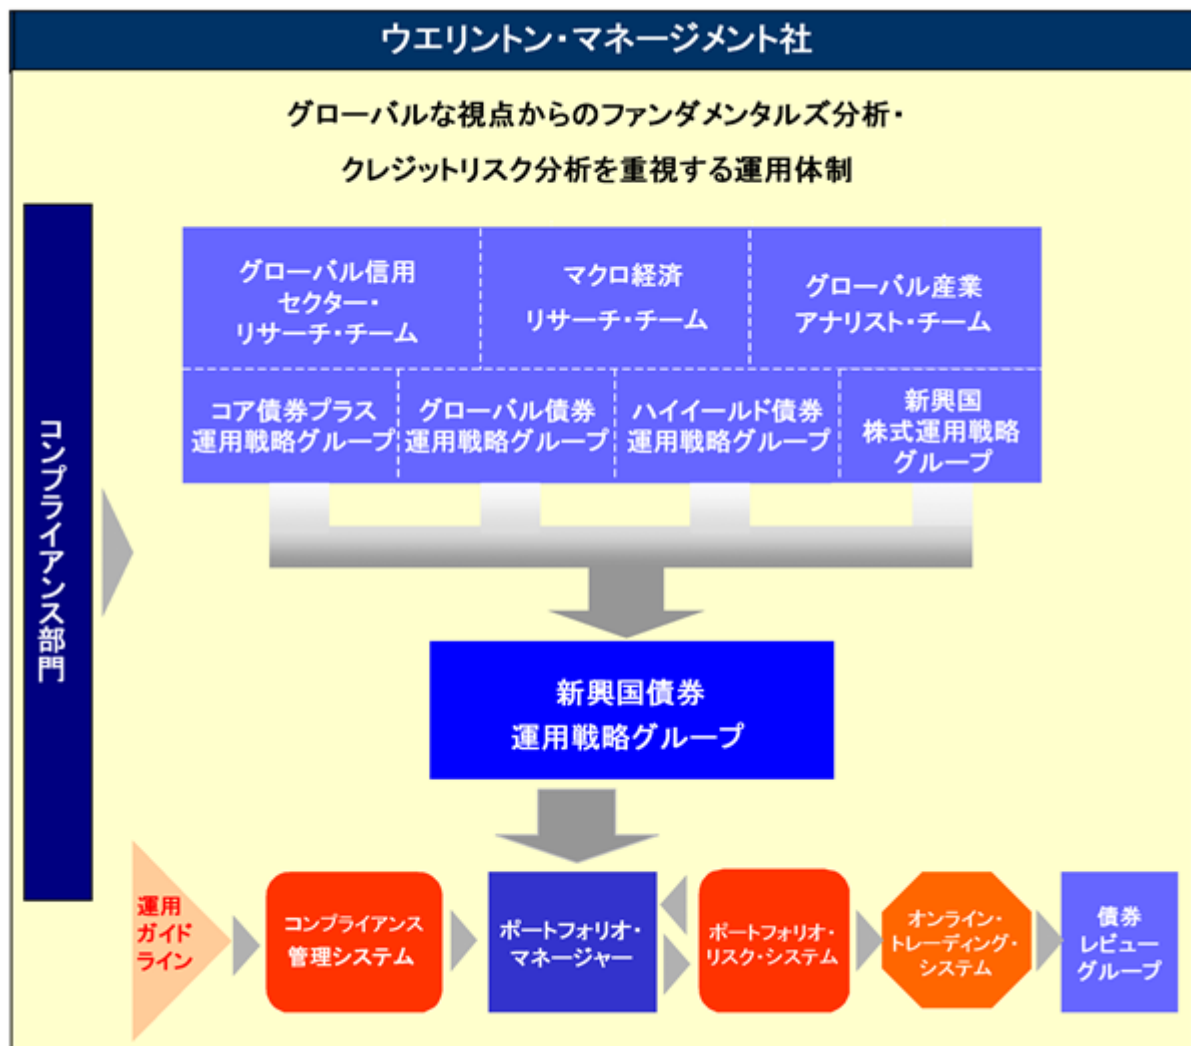 ウエリントン・マネージメント社
グローバルな視点からのファンダメンタルズ分析・
クレジットリスク分析を重視する運用体制
コンプライアンス部門
グローバル信用
セクター・
リサーチ・チーム
マクロ経済
リサーチ・チーム
グローバル産業
アナリスト・チーム
コア債券プラス
運用戦略グループ
グローバル債券
運用戦略グループ
ハイイールド債券
運用戦略グループ
新興国
株式運用戦略
グループ
新興国債券
運用戦略グループ
運用
ガイド
ライン
コンプライアンス
管理システム
ポートフォリオ・
マネージャー
ポートフォリオ・
リスク・システム
オンライン・
トレーディング・
システム
債券
レビュー
グループ